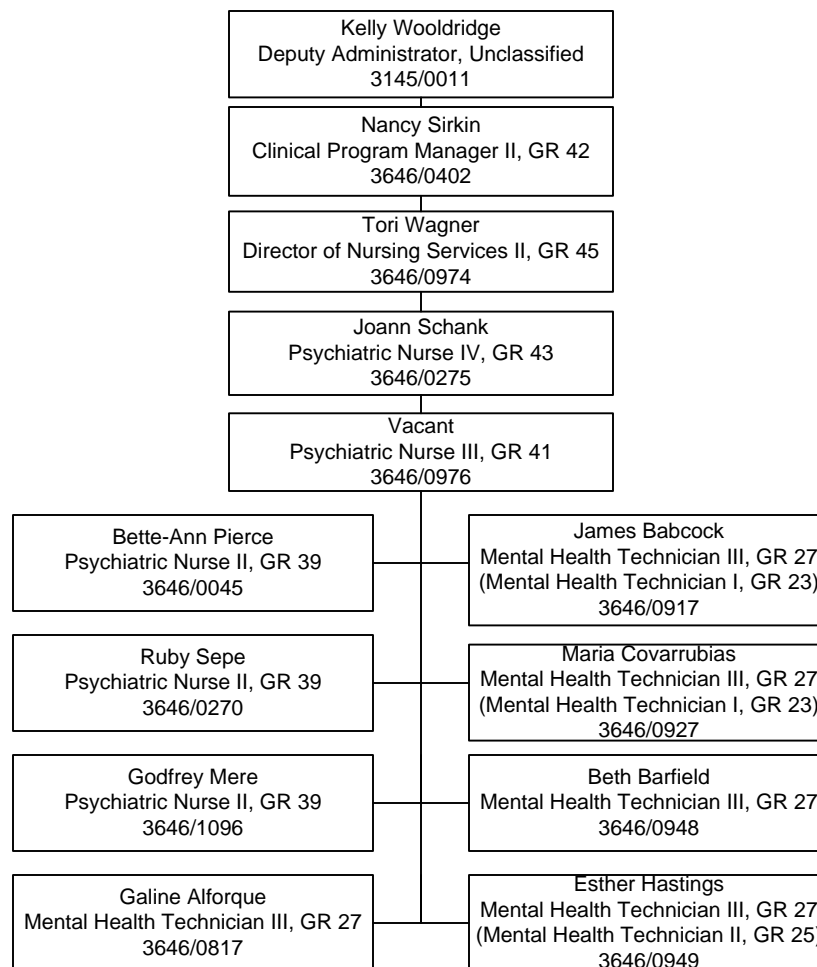 Kelly Wooldridge
Deputy Administrator, Unclassified
3145/0011
Nancy Sirkin
Clinical Program Manager II, GR 42
3646/0402
Tori Wagner
Director of Nursing Services II, GR 45
3646/0974
Joann Schank
Psychiatric Nurse IV, GR 43
3646/0275
Vacant
Psychiatric Nurse III, GR 41
3646/0976
Bette-Ann Pierce
Psychiatric Nurse II, GR 39
3646/0045
James Babcock
Mental Health Technician III, GR 27
(Mental Health Technician I, GR 23)
3646/0917
Ruby Sepe
Psychiatric Nurse II, GR 39
3646/0270
Maria Covarrubias
Mental Health Technician III, GR 27
(Mental Health Technician I, GR 23)
3646/0927
Godfrey Mere
Psychiatric Nurse II, GR 39
3646/1096
Beth Barfield
Mental Health Technician III, GR 27
3646/0948
Galine Alforque
Mental Health Technician III, GR 27
3646/0817
Esther Hastings
Mental Health Technician III, GR 27
(Mental Health Technician II, GR 25)
3646/0949